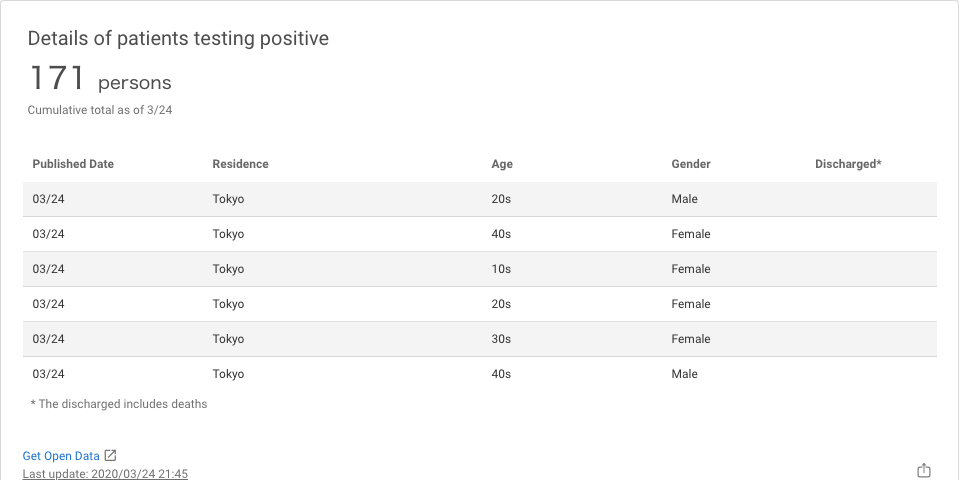 Details of patients testing positive
171 persons
Cumulative total as of 3/24
Published Date Residence Age Gender Discharged*
03/24 Tokyo 20s Male
03/24 Tokyo 40s Female
03/24 Tokyo 10s Female
03/24 Tokyo 20s Female
03/24 Tokyo 30s Female
03/24 Tokyo 40s Male
* The discharged includes deaths
Get Open Data
Last update: 2020/03/24 21:45